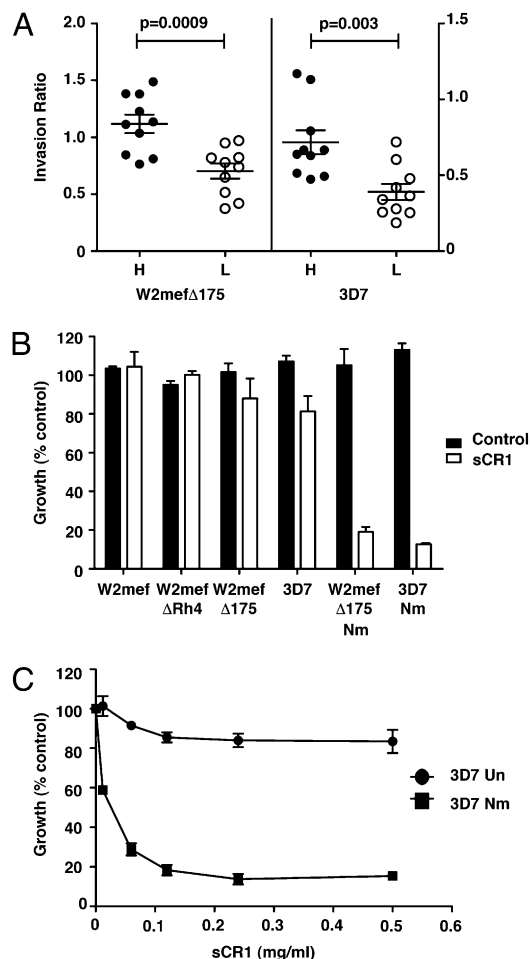 A
p=0.0009
p=0.003
2.0
1.5
1.0
0.5
0
Invasion Ratio
1.5
1.0
0.5
0
H L H L
W2mefΔ175 3D7
B
120
100
80
60
40
20
0
Growth (% control)
Control
sCR1
W2mef W2mef W2mef 3D7 W2mef 3D7
ΔRh4 Δ175 Δ175 Nm
Nm
C
120
100
80
60
40
20
0
Growth (% control)
3D7 Un
3D7 Nm
0 0.1 0.2 0.3 0.4 0.5 0.6
sCR1 (mg/ml)